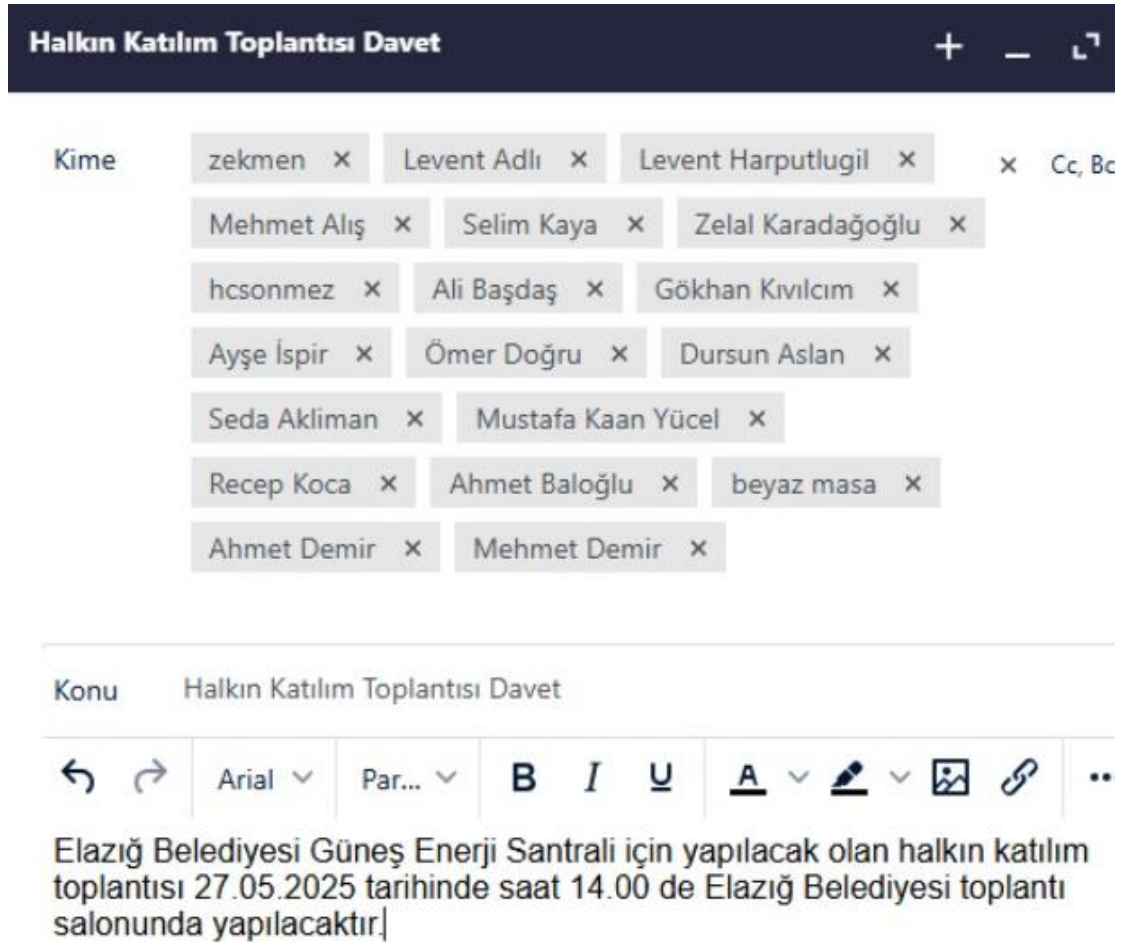 Halkın Katılım Toplantısı Davet
Kime zekmen × Levent Adlı × Levent Harputlugil × × Cc, Bc
Mehmet Alış × Selim Kaya × Zelal Karadağoğlu ×
hcsonmez × Ali Başdaş × Gökhan Kıvılcım ×
Ayşe İspir × Ömer Doğru × Dursun Aslan ×
Seda Akliman × Mustafa Kaan Yücel ×
Recep Koca × Ahmet Baloğlu × beyaz masa ×
Ahmet Demir × Mehmet Demir ×
Konu Halkın Katılım Toplantısı Davet
Arial Par... B I U A
Elazığ Belediyesi Güneş Enerji Santrali için yapılacak olan halkın katılım
toplantısı 27.05.2025 tarihinde saat 14.00 de Elazığ Belediyesi toplantı
salonunda yapılacaktır.